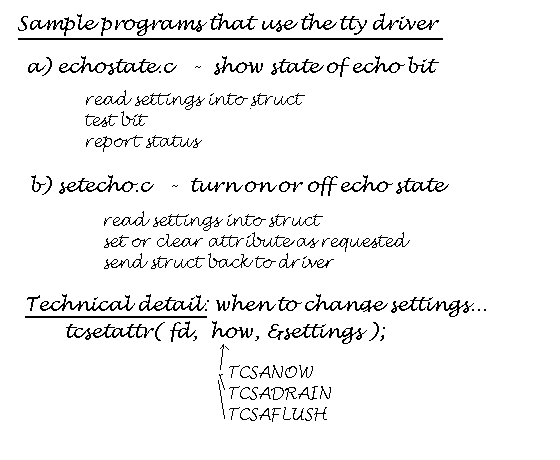 Sample programs that use the tty driver
a) echostate.c - show state of echo bit
read settings into struct
test bit
report status
b) setecho.c - turn on or off echo state
read settings into struct
set or clear attribute as requested
send struct back to driver
Technical detail: when to change settings...
tcsetattr( fd, how, &settings );
TCSANOW
TCSADRAIN
TCSAFLUSH